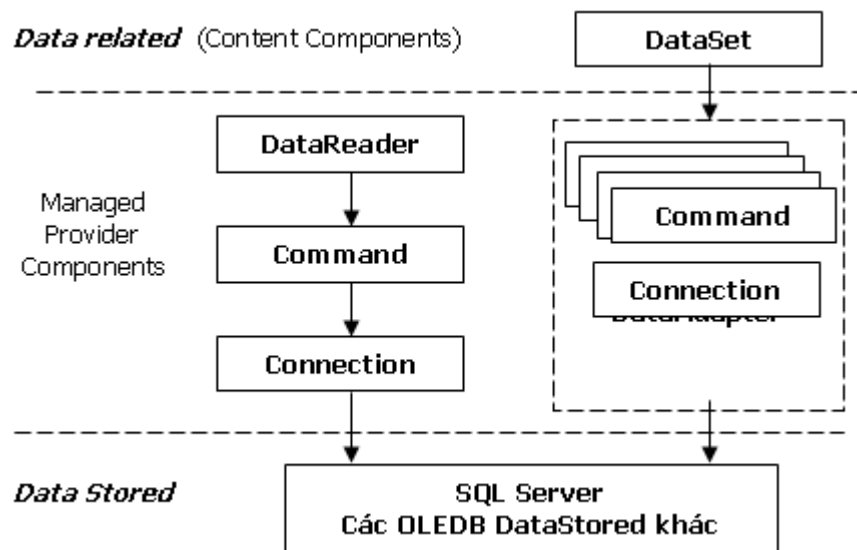 Data related (Content Components)
DataSet
DataReader
Managed
Provider
Components
Command
Command
Connection
Connection
Data Stored
SQL Server
Các OLEDB DataStored khác